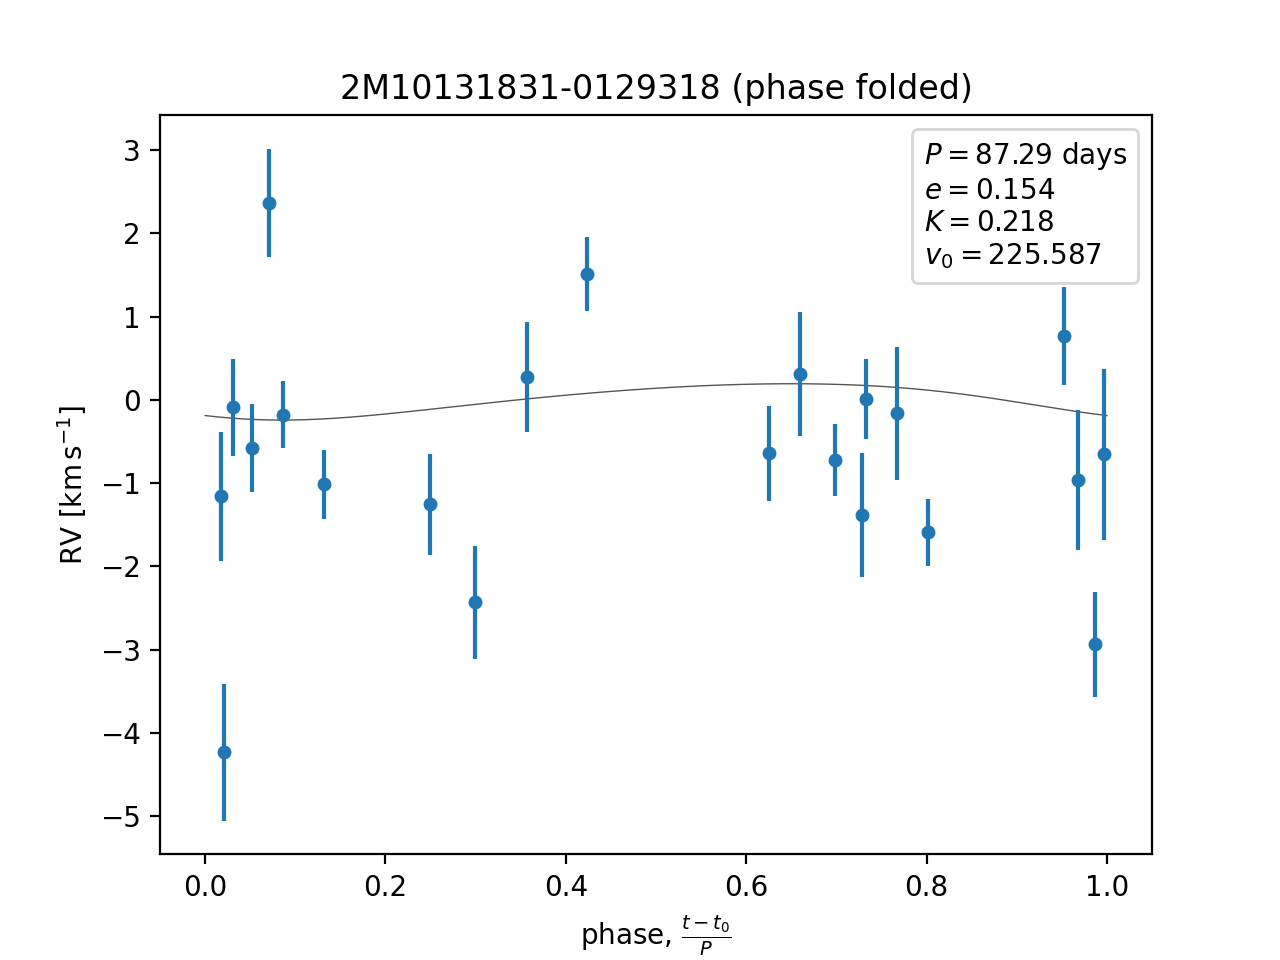 2M10131831-0129318 (phase folded)
P = 87.29 days
e = 0.154
K = 0.218
v₀ = 225.587
3
2
1
0
−1
−2
−3
−4
−5
RV [km s⁻¹]
0.0 0.2 0.4 0.6 0.8 1.0
phase, (t − t₀)/P